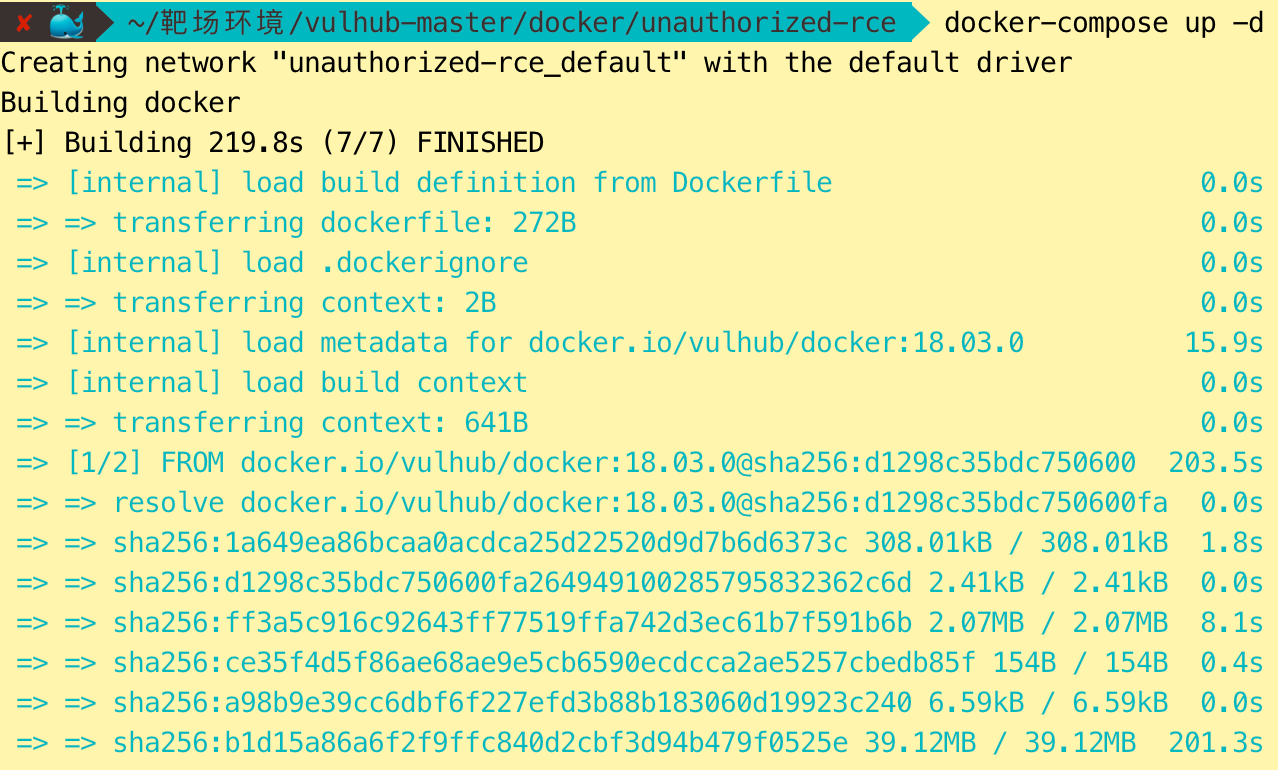 ✘ 🐳 ~/靶场环境/vulhub-master/docker/unauthorized-rce docker-compose up -d
Creating network "unauthorized-rce_default" with the default driver
Building docker
[+] Building 219.8s (7/7) FINISHED
=> [internal] load build definition from Dockerfile 0.0s
=> => transferring dockerfile: 272B 0.0s
=> [internal] load .dockerignore 0.0s
=> => transferring context: 2B 0.0s
=> [internal] load metadata for docker.io/vulhub/docker:18.03.0 15.9s
=> [internal] load build context 0.0s
=> => transferring context: 641B 0.0s
=> [1/2] FROM docker.io/vulhub/docker:18.03.0@sha256:d1298c35bdc750600 203.5s
=> => resolve docker.io/vulhub/docker:18.03.0@sha256:d1298c35bdc750600fa 0.0s
=> => sha256:1a649ea86bcaa0acdca25d22520d9d7b6d6373c 308.01kB / 308.01kB 1.8s
=> => sha256:d1298c35bdc750600fa264949100285795832362c6d 2.41kB / 2.41kB 0.0s
=> => sha256:ff3a5c916c92643ff77519ffa742d3ec61b7f591b6b 2.07MB / 2.07MB 8.1s
=> => sha256:ce35f4d5f86ae68ae9e5cb6590ecdcca2ae5257cbedb85f 154B / 154B 0.4s
=> => sha256:a98b9e39cc6dbf6f227efd3b88b183060d19923c240 6.59kB / 6.59kB 0.0s
=> => sha256:b1d15a86a6f2f9ffc840d2cbf3d94b479f0525e 39.12MB / 39.12MB 201.3s